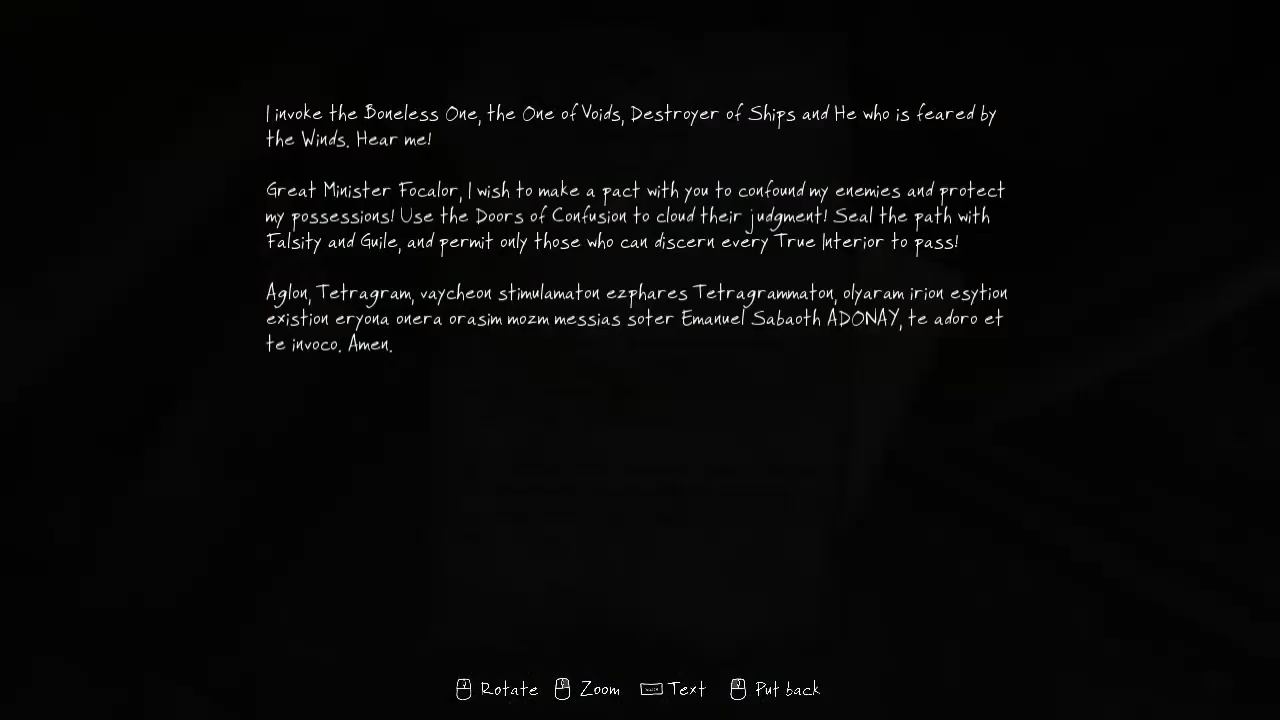 I invoke the Boneless One, the One of Voids, Destroyer of Ships and He who is feared by
the Winds. Hear me!
Great Minister Focalor, I wish to make a pact with you to confound my enemies and protect
my possessions! Use the Doors of Confusion to cloud their judgment! Seal the path with
Falsity and Guile, and permit only those who can discern every True Interior to pass!
Aglon, Tetragram, vaycheon stimulamaton ezphares Tetragrammaton, olyaram irion esytion
existion eryona onera orasim mozm messias soter Emanuel Sabaoth ADONAY, te adoro et
te invoco. Amen.
Rotate Zoom Text Put back